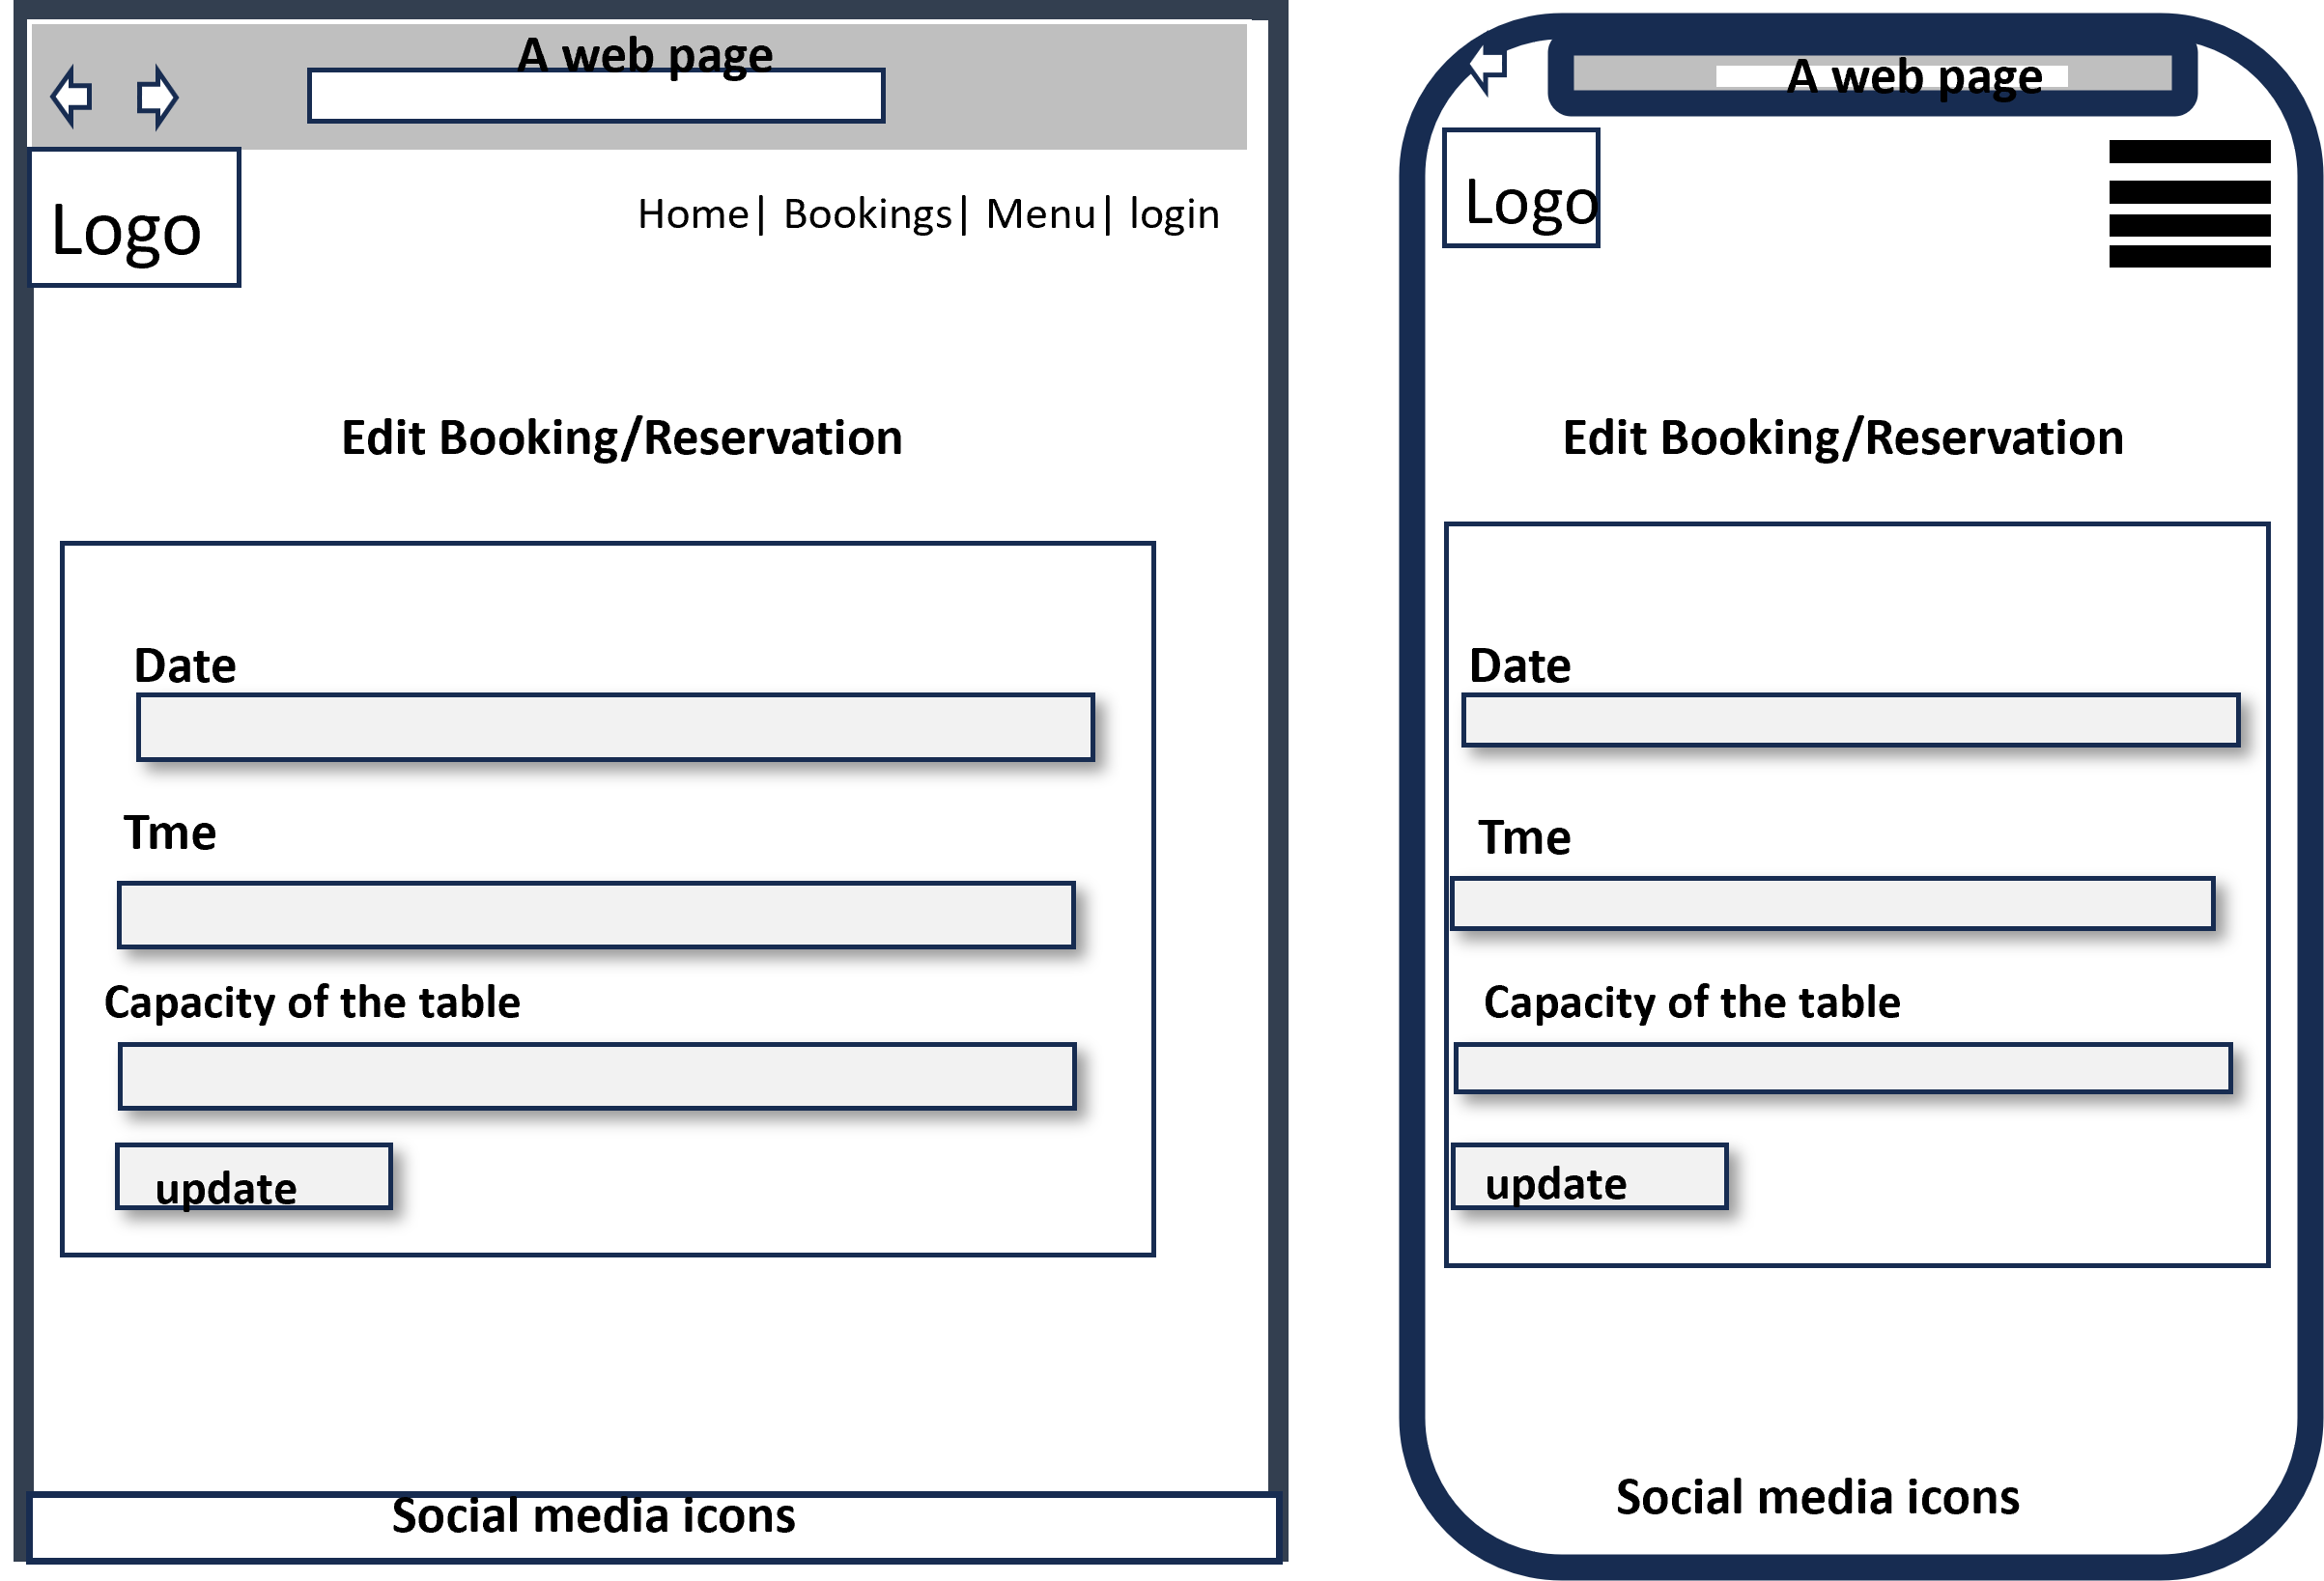 A web page
Logo
Home| Bookings| Menu| login
Edit Booking/Reservation
Date
Tme
Capacity of the table
update
Social media icons
A web page
Logo
Edit Booking/Reservation
Date
Tme
Capacity of the table
update
Social media icons